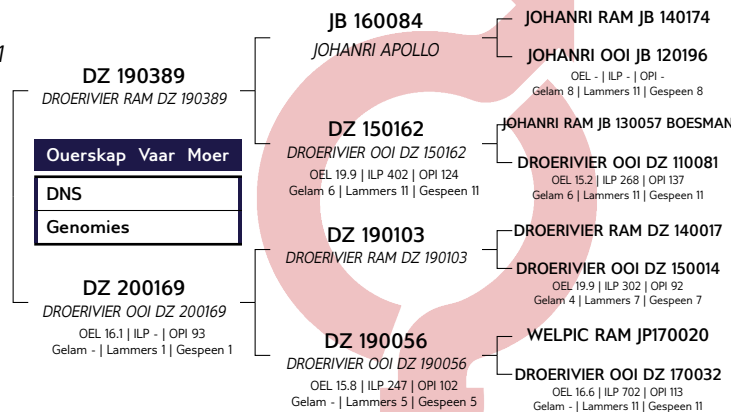 1
DZ 190389
DROERIVIER RAM DZ 190389
Ouerskap Vaar Moer
DNS
Genomies
DZ 200169
DROERIVIER OOI DZ 200169
OEL 16.1 | ILP - | OPI 93
Gelam - | Lammers 1 | Gespeen 1
JB 160084
JOHANRI APOLLO
DZ 150162
DROERIVIER OOI DZ 150162
OEL 19.9 | ILP 402 | OPI 124
Gelam 6 | Lammers 11 | Gespeen 11
DZ 190103
DROERIVIER RAM DZ 190103
DZ 190056
DROERIVIER OOI DZ 190056
OEL 15.8 | ILP 247 | OPI 102
Gelam - | Lammers 5 | Gespeen 5
JOHANRI RAM JB 140174
JOHANRI OOI JB 120196
OEL - | ILP - | OPI -
Gelam 8 | Lammers 11 | Gespeen 8
JOHANRI RAM JB 130057 BOESMAN
DROERIVIER OOI DZ 110081
OEL 15.2 | ILP 268 | OPI 137
Gelam 6 | Lammers 11 | Gespeen 11
DROERIVIER RAM DZ 140017
DROERIVIER OOI DZ 150014
OEL 19.9 | ILP 302 | OPI 92
Gelam 4 | Lammers 7 | Gespeen 7
WELPIC RAM JP170020
DROERIVIER OOI DZ 170032
OEL 16.6 | ILP 702 | OPI 113
Gelam - | Lammers 11 | Gespeen 11